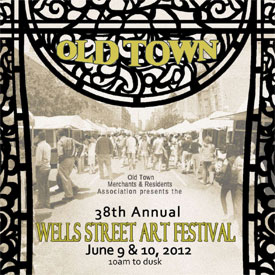 OLD TOWN
Old Town
Merchants & Residents
Association presents the
38th Annual
WELLS STREET ART FESTIVAL
June 9 & 10, 2012
10am to dusk